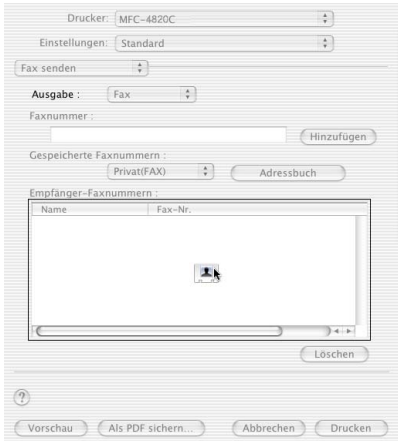 Drucker: MFC-4820C
Einstellungen: Standard
Fax senden
Ausgabe : Fax
Faxnummer :
Hinzufügen
Gespeicherte Faxnummern :
Privat(FAX) Adressbuch
Empfänger-Faxnummern :
Name Fax-Nr.
Löschen
?
Vorschau Als PDF sichern... Abbrechen Drucken